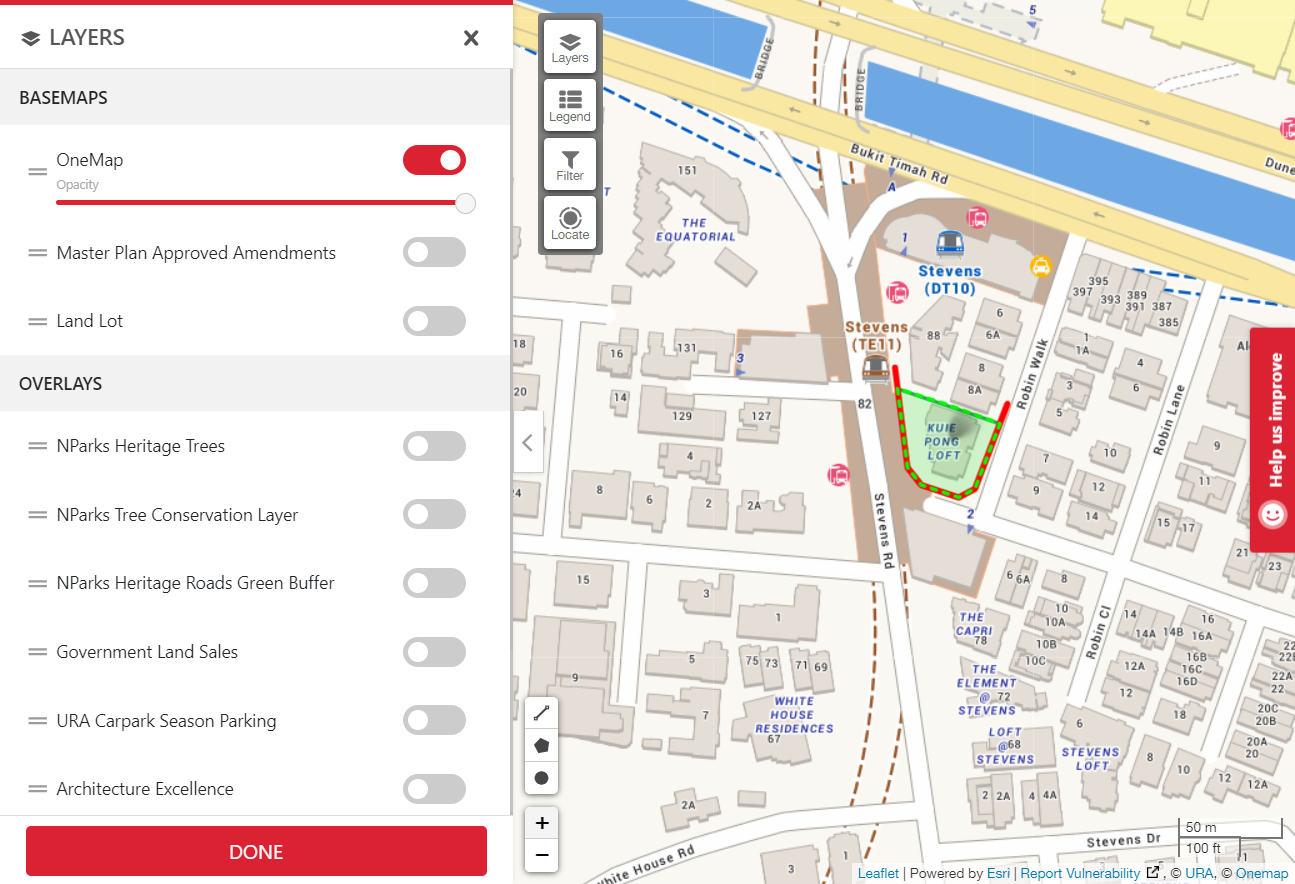 LAYERS
BASEMAPS
OneMap
Opacity
Master Plan Approved Amendments
Land Lot
OVERLAYS
NParks Heritage Trees
NParks Tree Conservation Layer
NParks Heritage Roads Green Buffer
Government Land Sales
URA Carpark Season Parking
Architecture Excellence
DONE
Layers
Legend
Filter
Locate
5
BRIDGE
BRIDGE
Bukit Timah Rd
Dune
A
151
THE
EQUATORIAL
T
1
Stevens
(DT10)
Stevens
(TE11)
395
397
393
389
391
387
385
6
6A
88
8
8A
1
1A
4
6
3
5
Robin Walk
Robin Lane
18
16
131
3
20
14
129
127
82
KUIE
PONG
LOFT
4
24
8
6
2
2A
Stevens Rd
2
7
9
10
12
14
9
11
15
17
21
23
Help us improve
15
3
1
5
9
7
75
73
71
69
WHITE
HOUSE
RESIDENCES
67
6
6A
8
10
10A
10B
10C
THE
CAPRI
78
THE
ELEMENT
@
72
STEVENS
LOFT
@68
STEVENS
Robin Cl
14
14A
14B
16
16A
16B
16C
16D
12A
12
18
22
22A
22
20C
20B
20A
20
6
STEVENS
LOFT
8
10
12
12A
2
2A
4
4A
2A
3
1
White House Rd
Stevens Dr
1
+
−
50 m
100 ft
Leaflet | Powered by Esri | Report Vulnerability , © URA, © Onemap